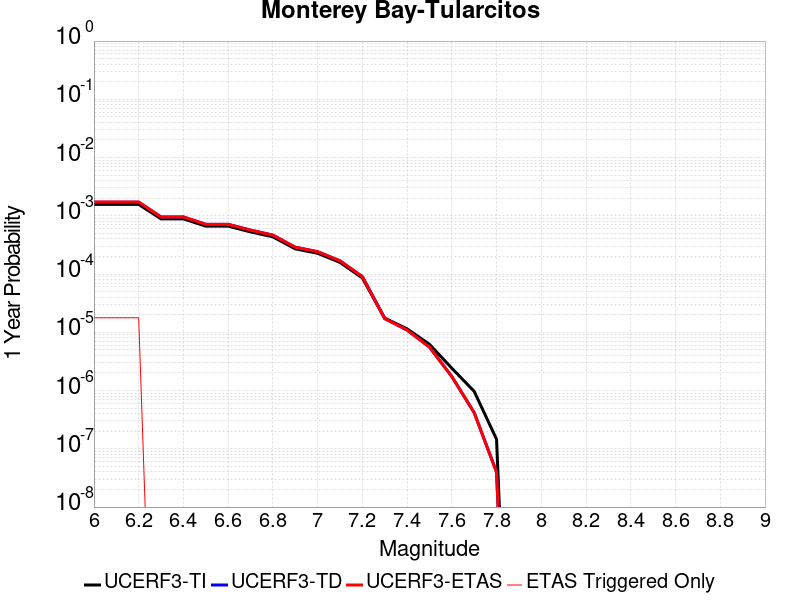 Monterey Bay-Tularcitos
10^0
10^-1
10^-2
10^-3
10^-4
10^-5
10^-6
10^-7
10^-8
1 Year Probability
6 6.2 6.4 6.6 6.8 7 7.2 7.4 7.6 7.8 8 8.2 8.4 8.6 8.8 9
Magnitude
UCERF3-TI UCERF3-TD UCERF3-ETAS ETAS Triggered Only